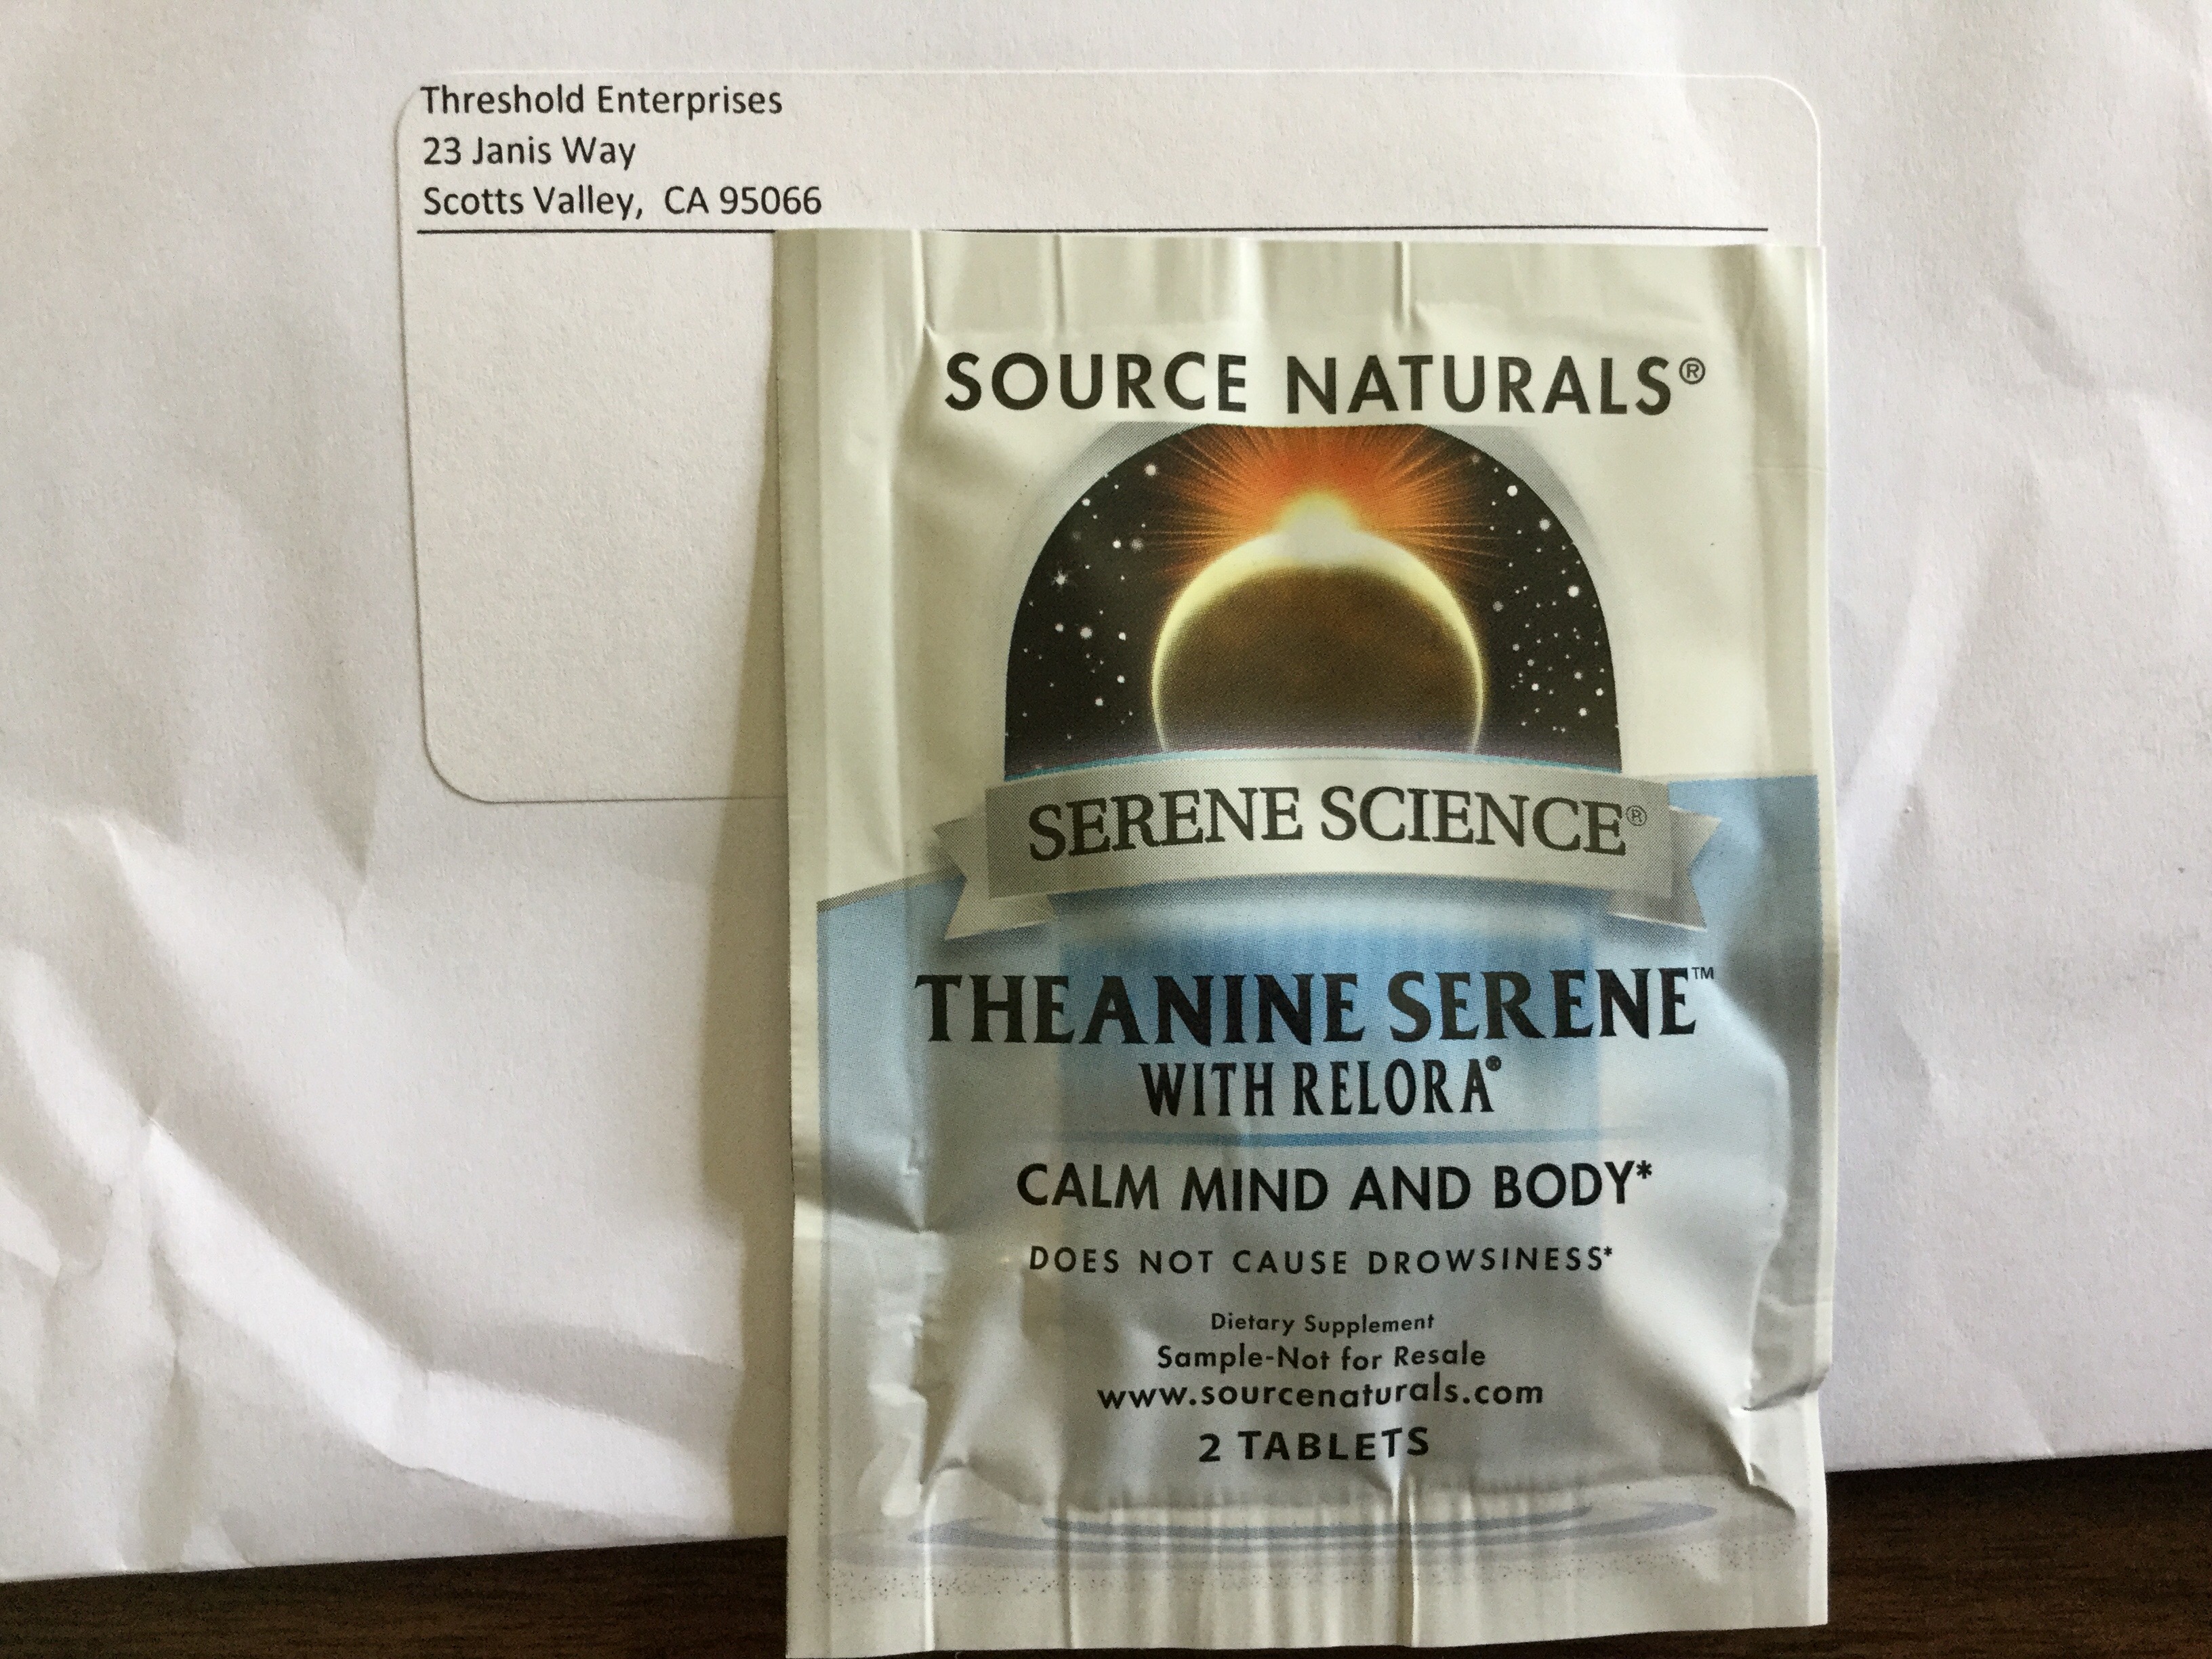 Threshold Enterprises
23 Janis Way
Scotts Valley, CA 95066
SOURCE NATURALS®
SERENE SCIENCE®
THEANINE SERENE™
WITH RELORA®
CALM MIND AND BODY*
DOES NOT CAUSE DROWSINESS*
Dietary Supplement
Sample-Not for Resale
www.sourcenaturals.com
2 TABLETS